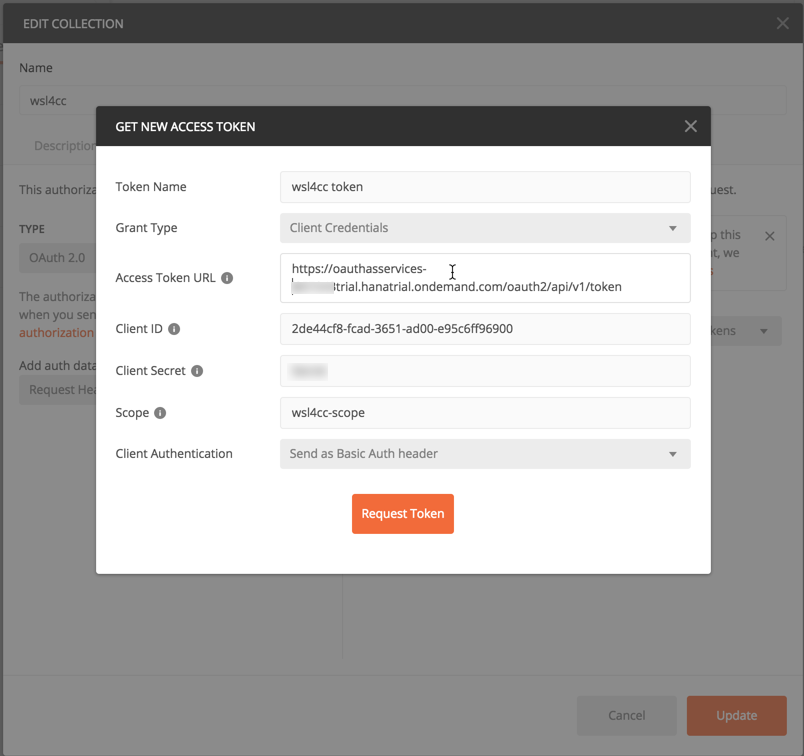 EDIT COLLECTION
Name
wsl4cc
Description
This authoriza
uest.
TYPE
OAuth 2.0
p this
t, we
s
The authoriza
when you sen
authorization
kens
Add auth data
Request Hea
GET NEW ACCESS TOKEN
Token Name
wsl4cc token
Grant Type
Client Credentials
Access Token URL
https://oauthasservices-
trial.hanatrial.ondemand.com/oauth2/api/v1/token
Client ID
2de44cf8-fcad-3651-ad00-e95c6ff96900
Client Secret
Scope
wsl4cc-scope
Client Authentication
Send as Basic Auth header
Request Token
Cancel
Update